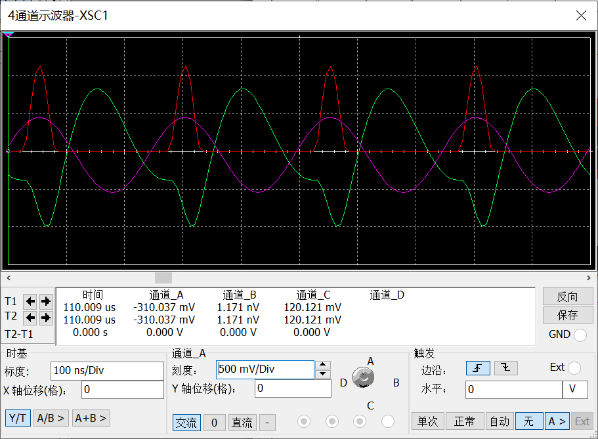 4通道示波器-XSC1
时间 通道_A 通道_B 通道_C 通道_D
T1 110.009 us -310.037 mV 1.171 nV 120.121 mV
T2 110.009 us -310.037 mV 1.171 nV 120.121 mV
T2-T1 0.000 s 0.000 V 0.000 V 0.000 V
反向
保存
GND
时基
标度: 100 ns/Div
X 轴位移(格): 0
Y/T A/B > A+B >
通道_A
刻度: 500 mV/Div
Y 轴位移(格): 0
交流 0 直流 -
A
D B
C
触发
边沿: Ext
水平: 0 V
单次 正常 自动 无 A > Ext